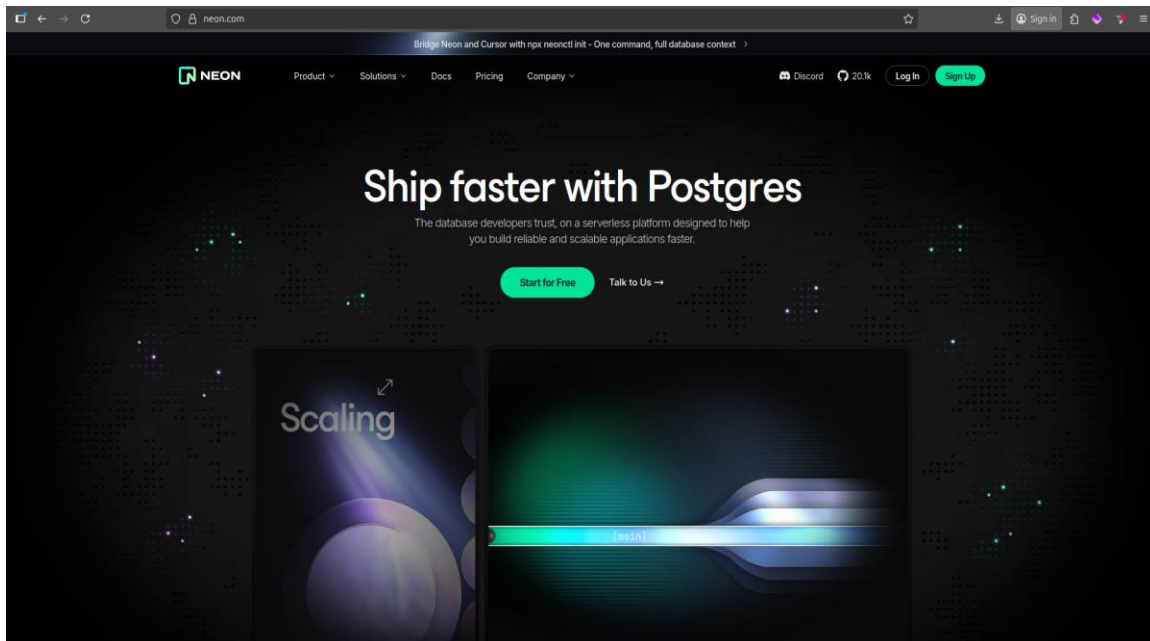 neon.com
Sign in
Bridge Neon and Cursor with npx neonctl init - One command, full database context
NEON
Product
Solutions
Docs
Pricing
Company
Discord
20.1k
Log In
Sign Up
Ship faster with Postgres
The database developers trust, on a serverless platform designed to help
you build reliable and scalable applications faster.
Start for Free
Talk to Us →
Scaling
[main]